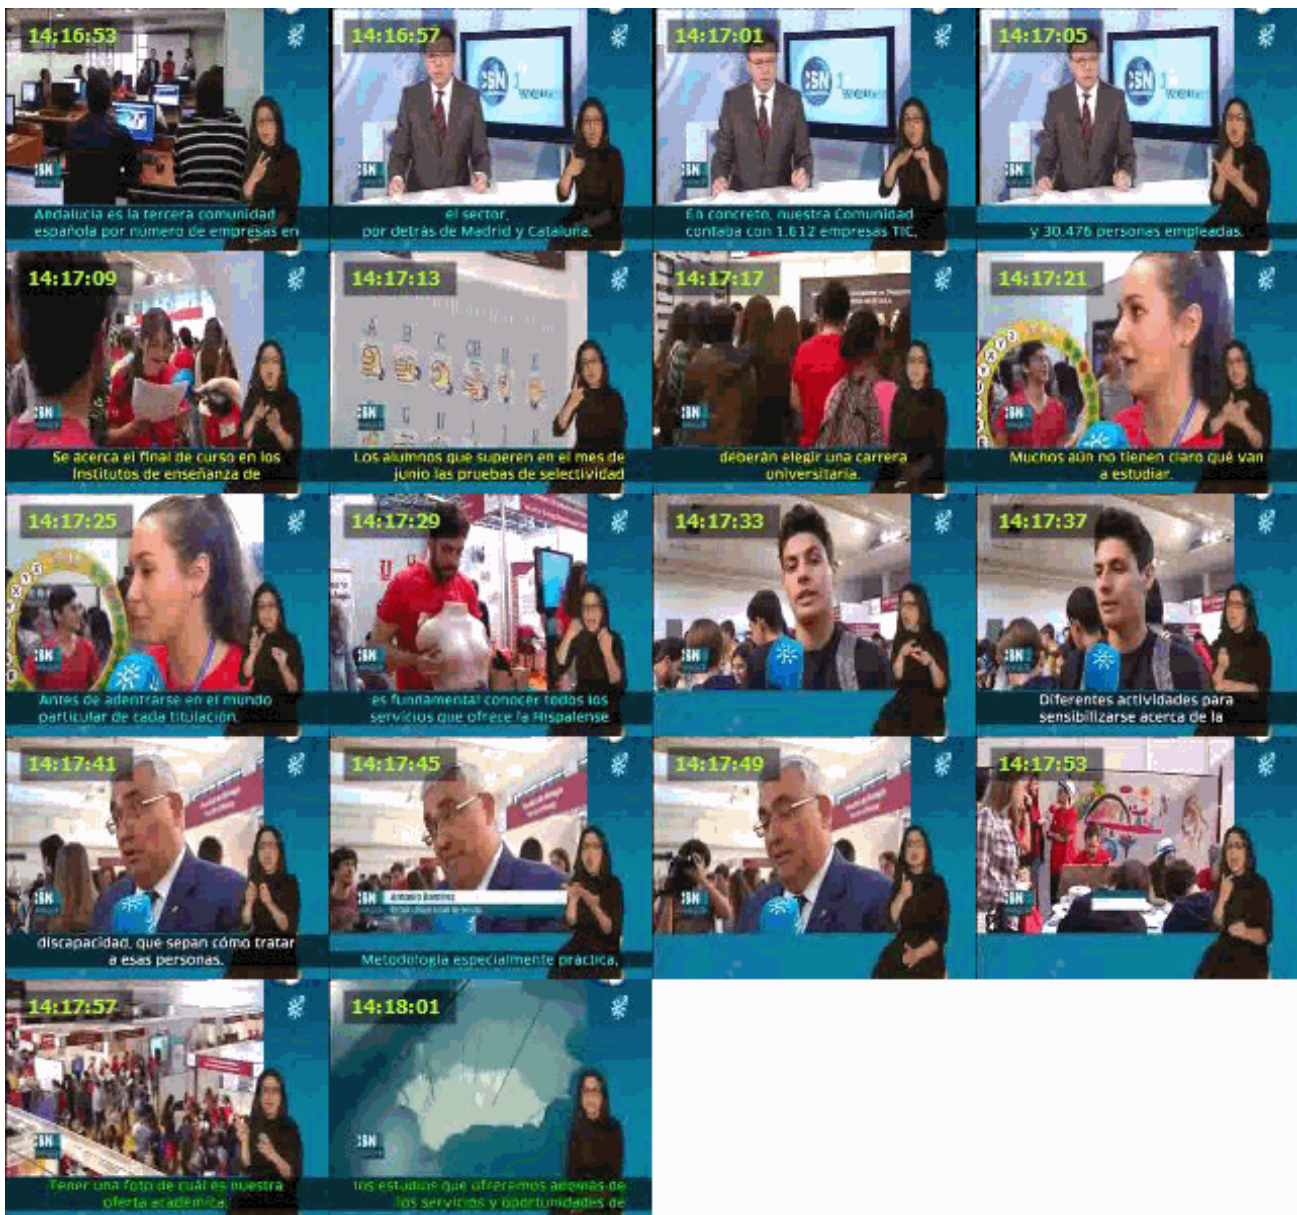 14:16:53
Andalucía es la tercera comunidad
española por número de empresas en
14:16:57
el sector,
por detrás de Madrid y Cataluña.
14:17:01
En concreto, nuestra Comunidad
contaba con 1.612 empresas TIC,
14:17:05
y 30.476 personas empleadas.
14:17:09
Se acerca el final de curso en los
Institutos de enseñanza de
14:17:13
A B C CH
Los alumnos que superen en el mes de
junio las pruebas de selectividad
14:17:17
deberán elegir una carrera
universitaria.
14:17:21
Muchos aún no tienen claro qué van
a estudiar.
14:17:25
Antes de adentrarse en el mundo
particular de cada titulación,
14:17:29
es fundamental conocer todos los
servicios que ofrece la Hispalense
14:17:33
14:17:37
Diferentes actividades para
sensibilizarse acerca de la
14:17:41
discapacidad, que sepan cómo tratar
a esas personas.
14:17:45
Antonio Ramírez
Metodología especialmente práctica,
14:17:49
14:17:53
14:17:57
Tener una foto de cuál es nuestra
oferta académica,
14:18:01
los estudios que ofrecemos además de
los servicios y oportunidades de